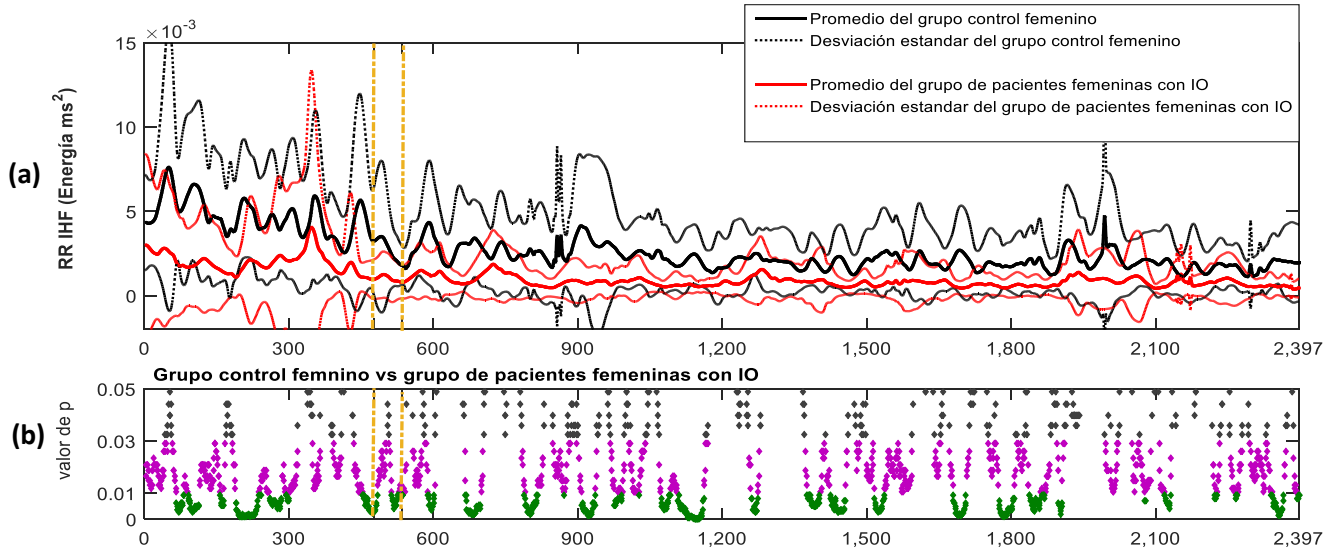 Promedio del grupo control femenino
Desviación estandar del grupo control femenino
Promedio del grupo de pacientes femeninas con IO
Desviación estandar del grupo de pacientes femeninas con IO
× 10⁻³
(a)
RR IHF (Energía ms²)
15
10
5
0
0 300 600 900 1,200 1,500 1,800 2,100 2,397
Grupo control femnino vs grupo de pacientes femeninas con IO
(b)
valor de p
0.05
0.03
0.01
0
0 300 600 900 1,200 1,500 1,800 2,100 2,397